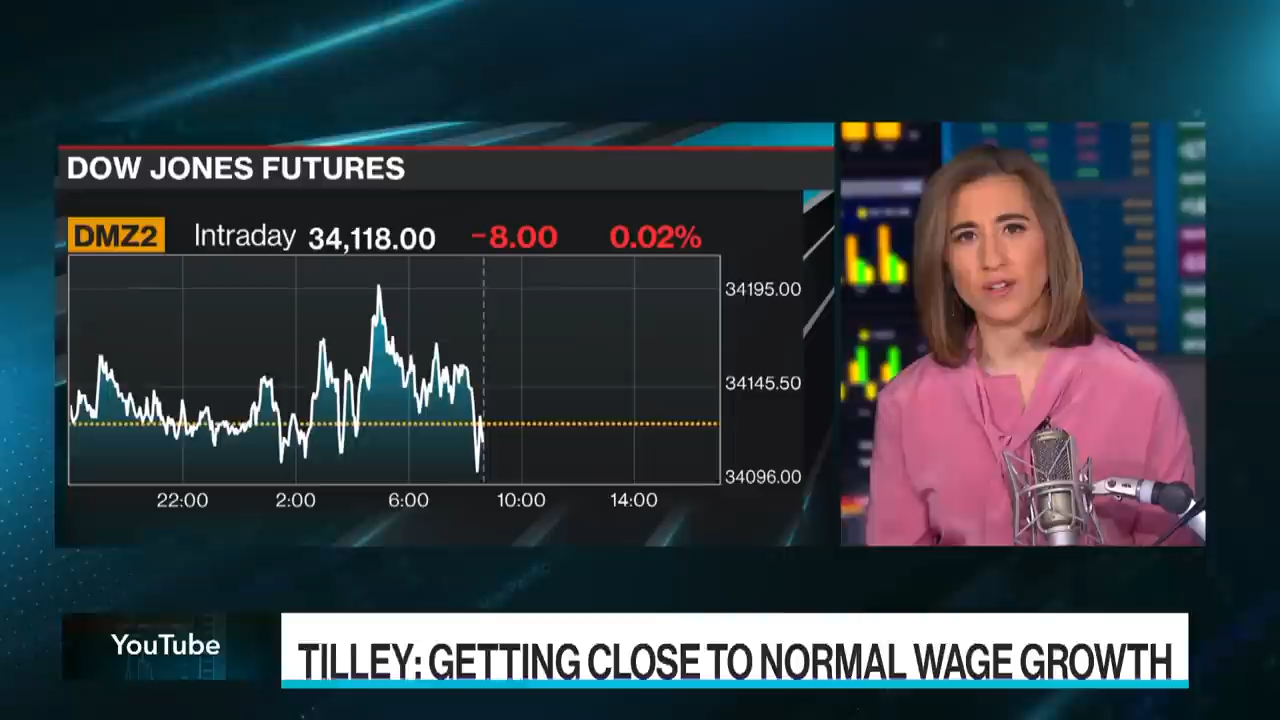 DOW JONES FUTURES
DMZ2 Intraday 34,118.00 -8.00 0.02%
34195.00
34145.50
34096.00
22:00 2:00 6:00 10:00 14:00
YouTube
TILLEY: GETTING CLOSE TO NORMAL WAGE GROWTH